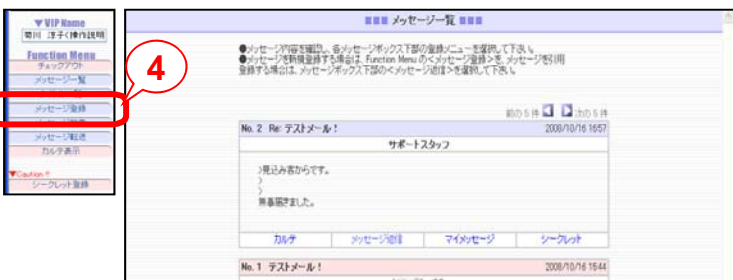 ▼VIP Name
菊川 淳子(操作説明
Function Menu
チェックアウト
メッセージ一覧
メッセージ登録
メッセージ転送
カルテ表示
▼Caution !!
シークレット登録
4
■■■ メッセージ一覧 ■■■
●メッセージ内容を確認し、各メッセージボックス下部の登録メニューを選択して下さい。
●メッセージを新規登録する場合は、Function Menu の<メッセージ登録>を、メッセージを引用
登録する場合は、メッセージボックス下部の<メッセージ返信>を選択して下さい。
前の5件 次の5件
No. 2 Re: テストメール! 2008/10/16 16:57
サポートスタッフ
>見込み客からです。
>
>
無事届きました。
カルテ メッセージ返信 マイメッセージ シークレット
No. 1 テストメール! 2008/10/16 15:44